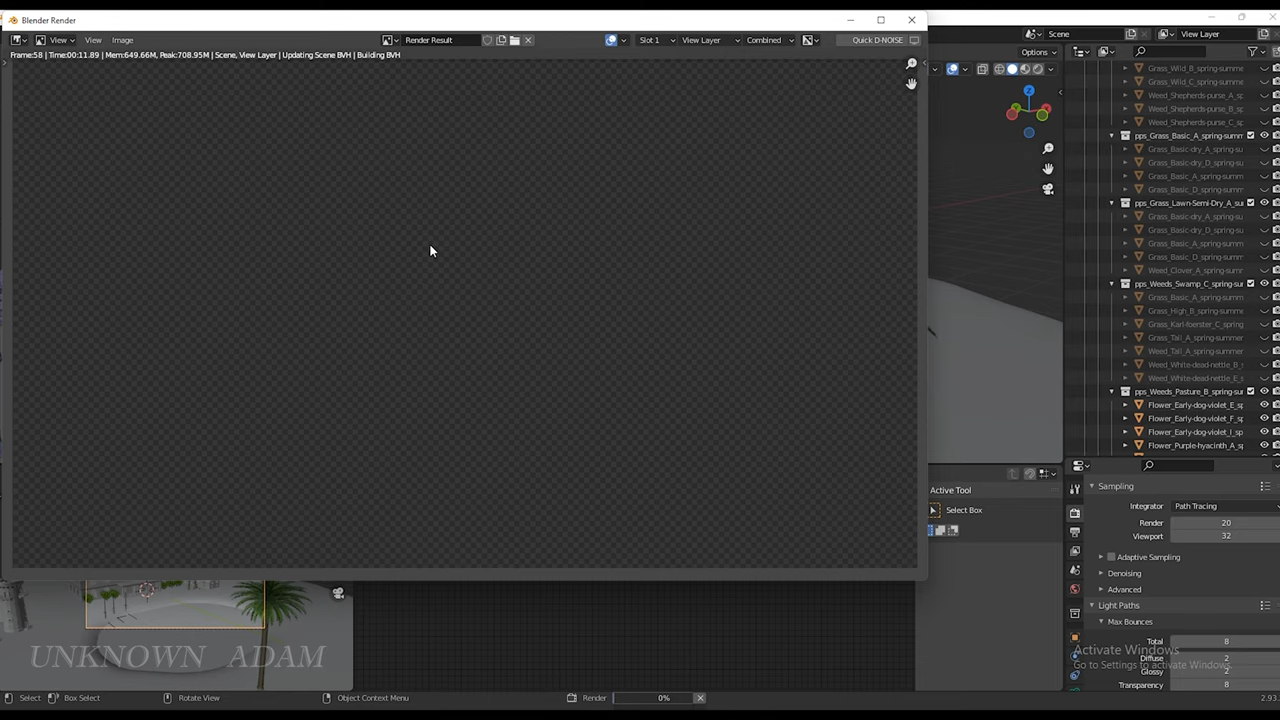 Blender Render
View View Image Render Result Slot 1 View Layer Combined Quick D-NOISE
Frame:58 | Time:00:11.89 | Mem:649.66M, Peak:708.95M | Scene, View Layer | Updating Scene BVH | Building BVH
Scene View Layer
Options
Grass_Wild_B_spring-summe
Grass_Wild_C_spring-summe
Weed_Shepherds-purse_A_sp
Weed_Shepherds-purse_B_sp
Weed_Shepherds-purse_C_sp
pps_Grass_Basic_A_spring-summ
Grass_Basic-dry_A_spring-su
Grass_Basic-dry_D_spring-su
Grass_Basic_A_spring-summ
Grass_Basic_D_spring-summ
pps_Grass_Lawn-Semi-Dry_A_su
Grass_Basic-dry_A_spring-su
Grass_Basic-dry_D_spring-su
Grass_Basic_A_spring-summ
Grass_Basic_D_spring-summ
Weed_Clover_A_spring-summ
pps_Weeds_Swamp_C_spring-su
Grass_Basic_A_spring-summ
Grass_High_B_spring-summe
Grass_Karl-foerster_C_spring
Grass_Tail_A_spring-summer
Weed_Tall_A_spring-summer
Weed_White-dead-nettle_B_
Weed_White-dead-nettle_E_s
pps_Weeds_Pasture_B_spring-su
Flower_Early-dog-violet_E_sp
Flower_Early-dog-violet_F_sp
Flower_Early-dog-violet_I_sp
Flower_Purple-hyacinth_A_sp
Active Tool
Select Box
Sampling
Integrator Path Tracing
Render 20
Viewport 32
Adaptive Sampling
Denoising
Advanced
Light Paths
Max Bounces
Total 8
Diffuse 2
Glossy 2
Transparency 8
Activate Windows
Go to Settings to activate Windows.
UNKNOWN ADAM
Select Box Select Rotate View Object Context Menu Render 0% 2.93.